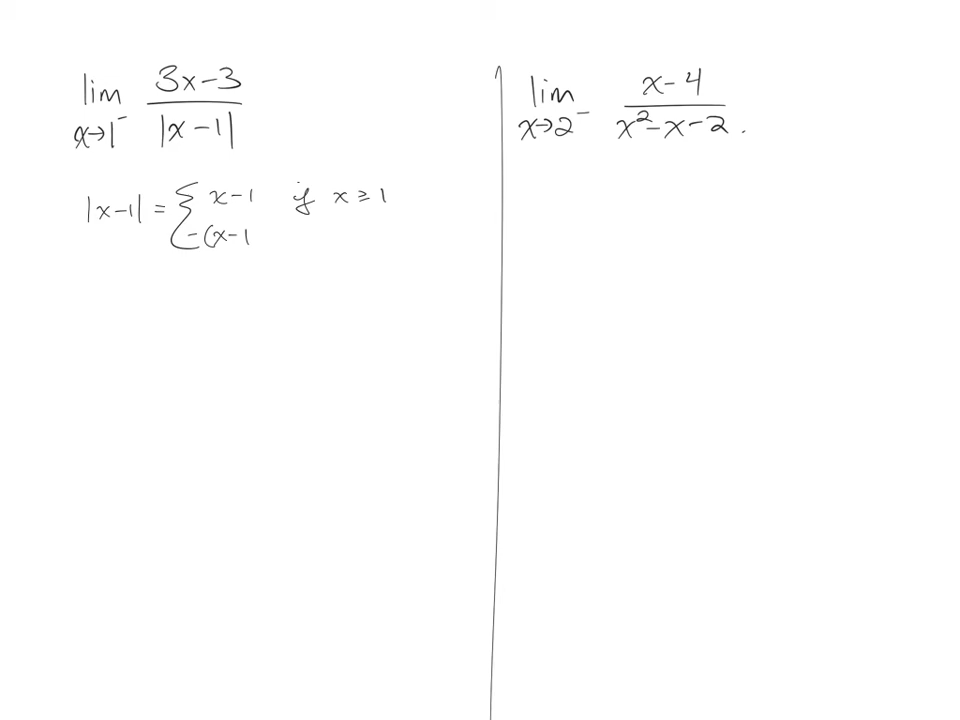 lim x→1⁻ (3x-3)/|x-1|
|x-1| = { x-1 if x ≥ 1
-(x-1
lim x→2⁻ (x-4)/(x²-x-2).